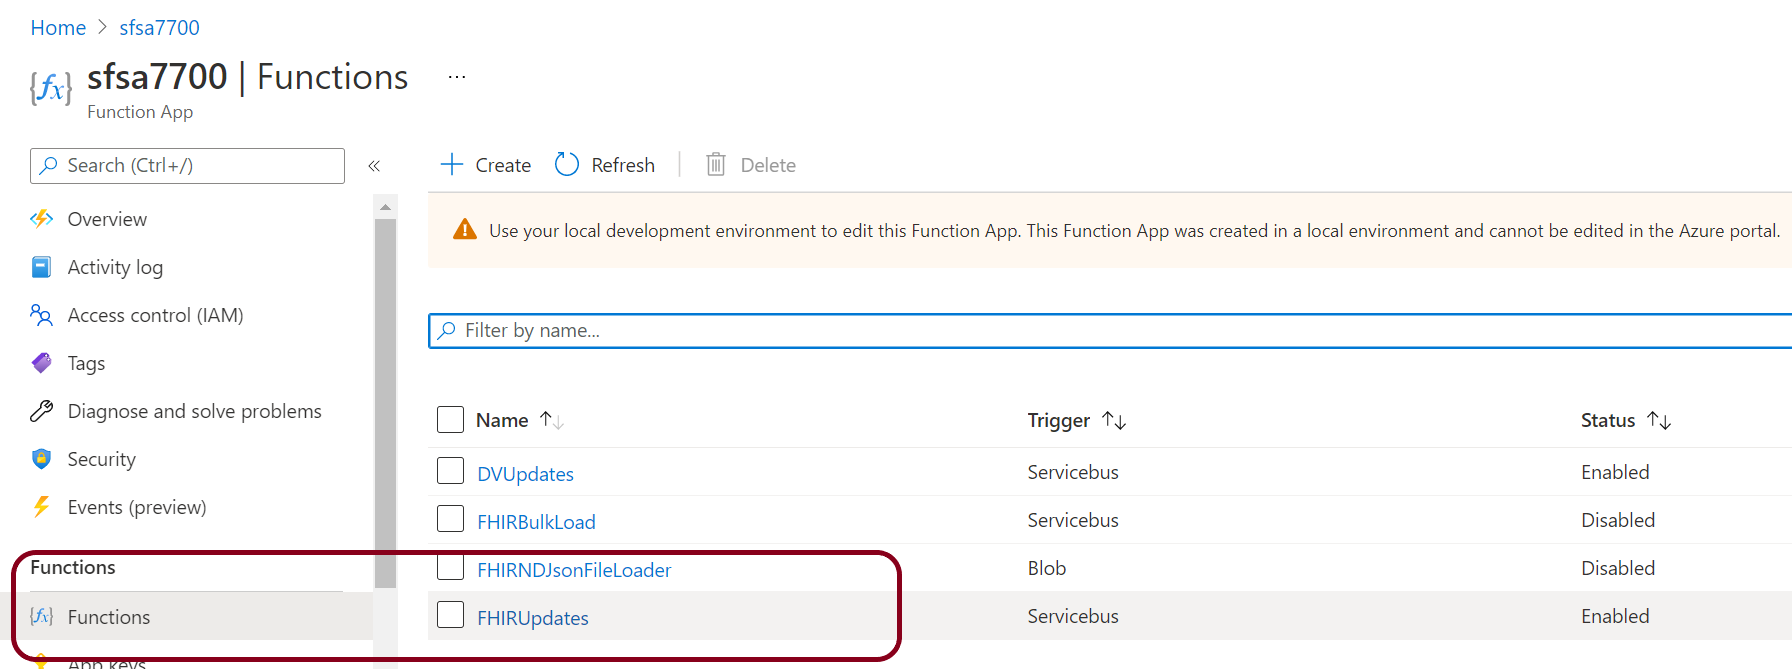 Home > sfsa7700
{fx} sfsa7700 | Functions ...
Function App
Search (Ctrl+/) «
Overview
Activity log
Access control (IAM)
Tags
Diagnose and solve problems
Security
Events (preview)
Functions
{fx} Functions
App keys
+ Create Refresh | Delete
Use your local development environment to edit this Function App. This Function App was created in a local environment and cannot be edited in the Azure portal.
Filter by name...
Name ↑↓ Trigger ↑↓ Status ↑↓
DVUpdates Servicebus Enabled
FHIRBulkLoad Servicebus Disabled
FHIRNDJsonFileLoader Blob Disabled
FHIRUpdates Servicebus Enabled